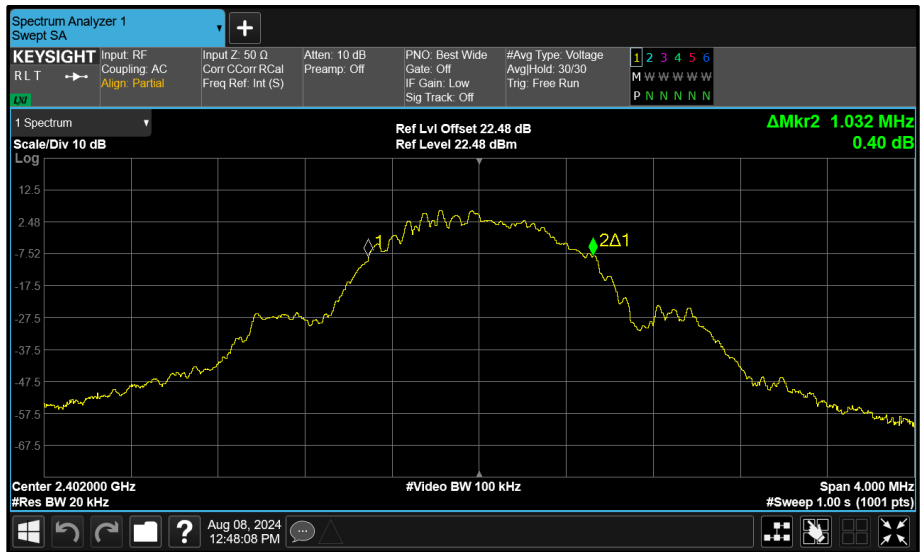 Spectrum Analyzer 1
Swept SA
+
KEYSIGHT
R L T
LXI
Input: RF
Coupling: AC
Align: Partial
Input Z: 50 Ω
Corr CCorr RCal
Freq Ref: Int (S)
Atten: 10 dB
Preamp: Off
PNO: Best Wide
Gate: Off
IF Gain: Low
Sig Track: Off
#Avg Type: Voltage
Avg|Hold: 30/30
Trig: Free Run
1 2 3 4 5 6
M W W W W W
P N N N N N
1 Spectrum
Scale/Div 10 dB
Log
Ref Lvl Offset 22.48 dB
Ref Level 22.48 dBm
ΔMkr2 1.032 MHz
0.40 dB
12.5
2.48
-7.52
-17.5
-27.5
-37.5
-47.5
-57.5
-67.5
1
2Δ1
Center 2.402000 GHz
#Res BW 20 kHz
#Video BW 100 kHz
Span 4.000 MHz
#Sweep 1.00 s (1001 pts)
?
Aug 08, 2024
12:48:08 PM